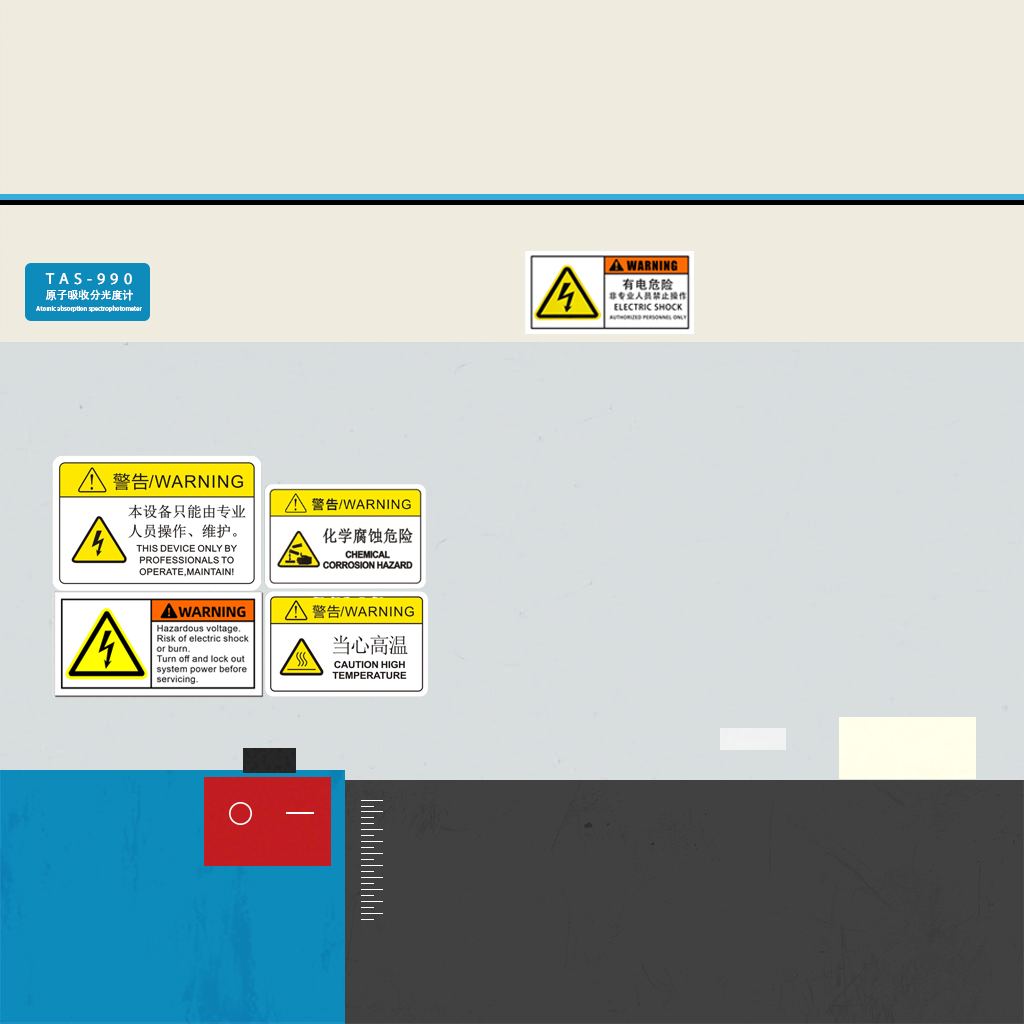 TAS-990
原子吸收分光度计
Atomic absorption spectrophotometer
WARNING
有电危险
非专业人员禁止操作
ELECTRIC SHOCK
AUTHORIZED PERSONNEL ONLY
警告/WARNING
本设备只能由专业
人员操作、维护。
THIS DEVICE ONLY BY
PROFESSIONALS TO
OPERATE,MAINTAIN!
警告/WARNING
化学腐蚀危险
CHEMICAL
CORROSION HAZARD
WARNING
Hazardous voltage.
Risk of electric shock
or burn.
Turn off and lock out
system power before
servicing.
警告/WARNING
当心高温
CAUTION HIGH
TEMPERATURE